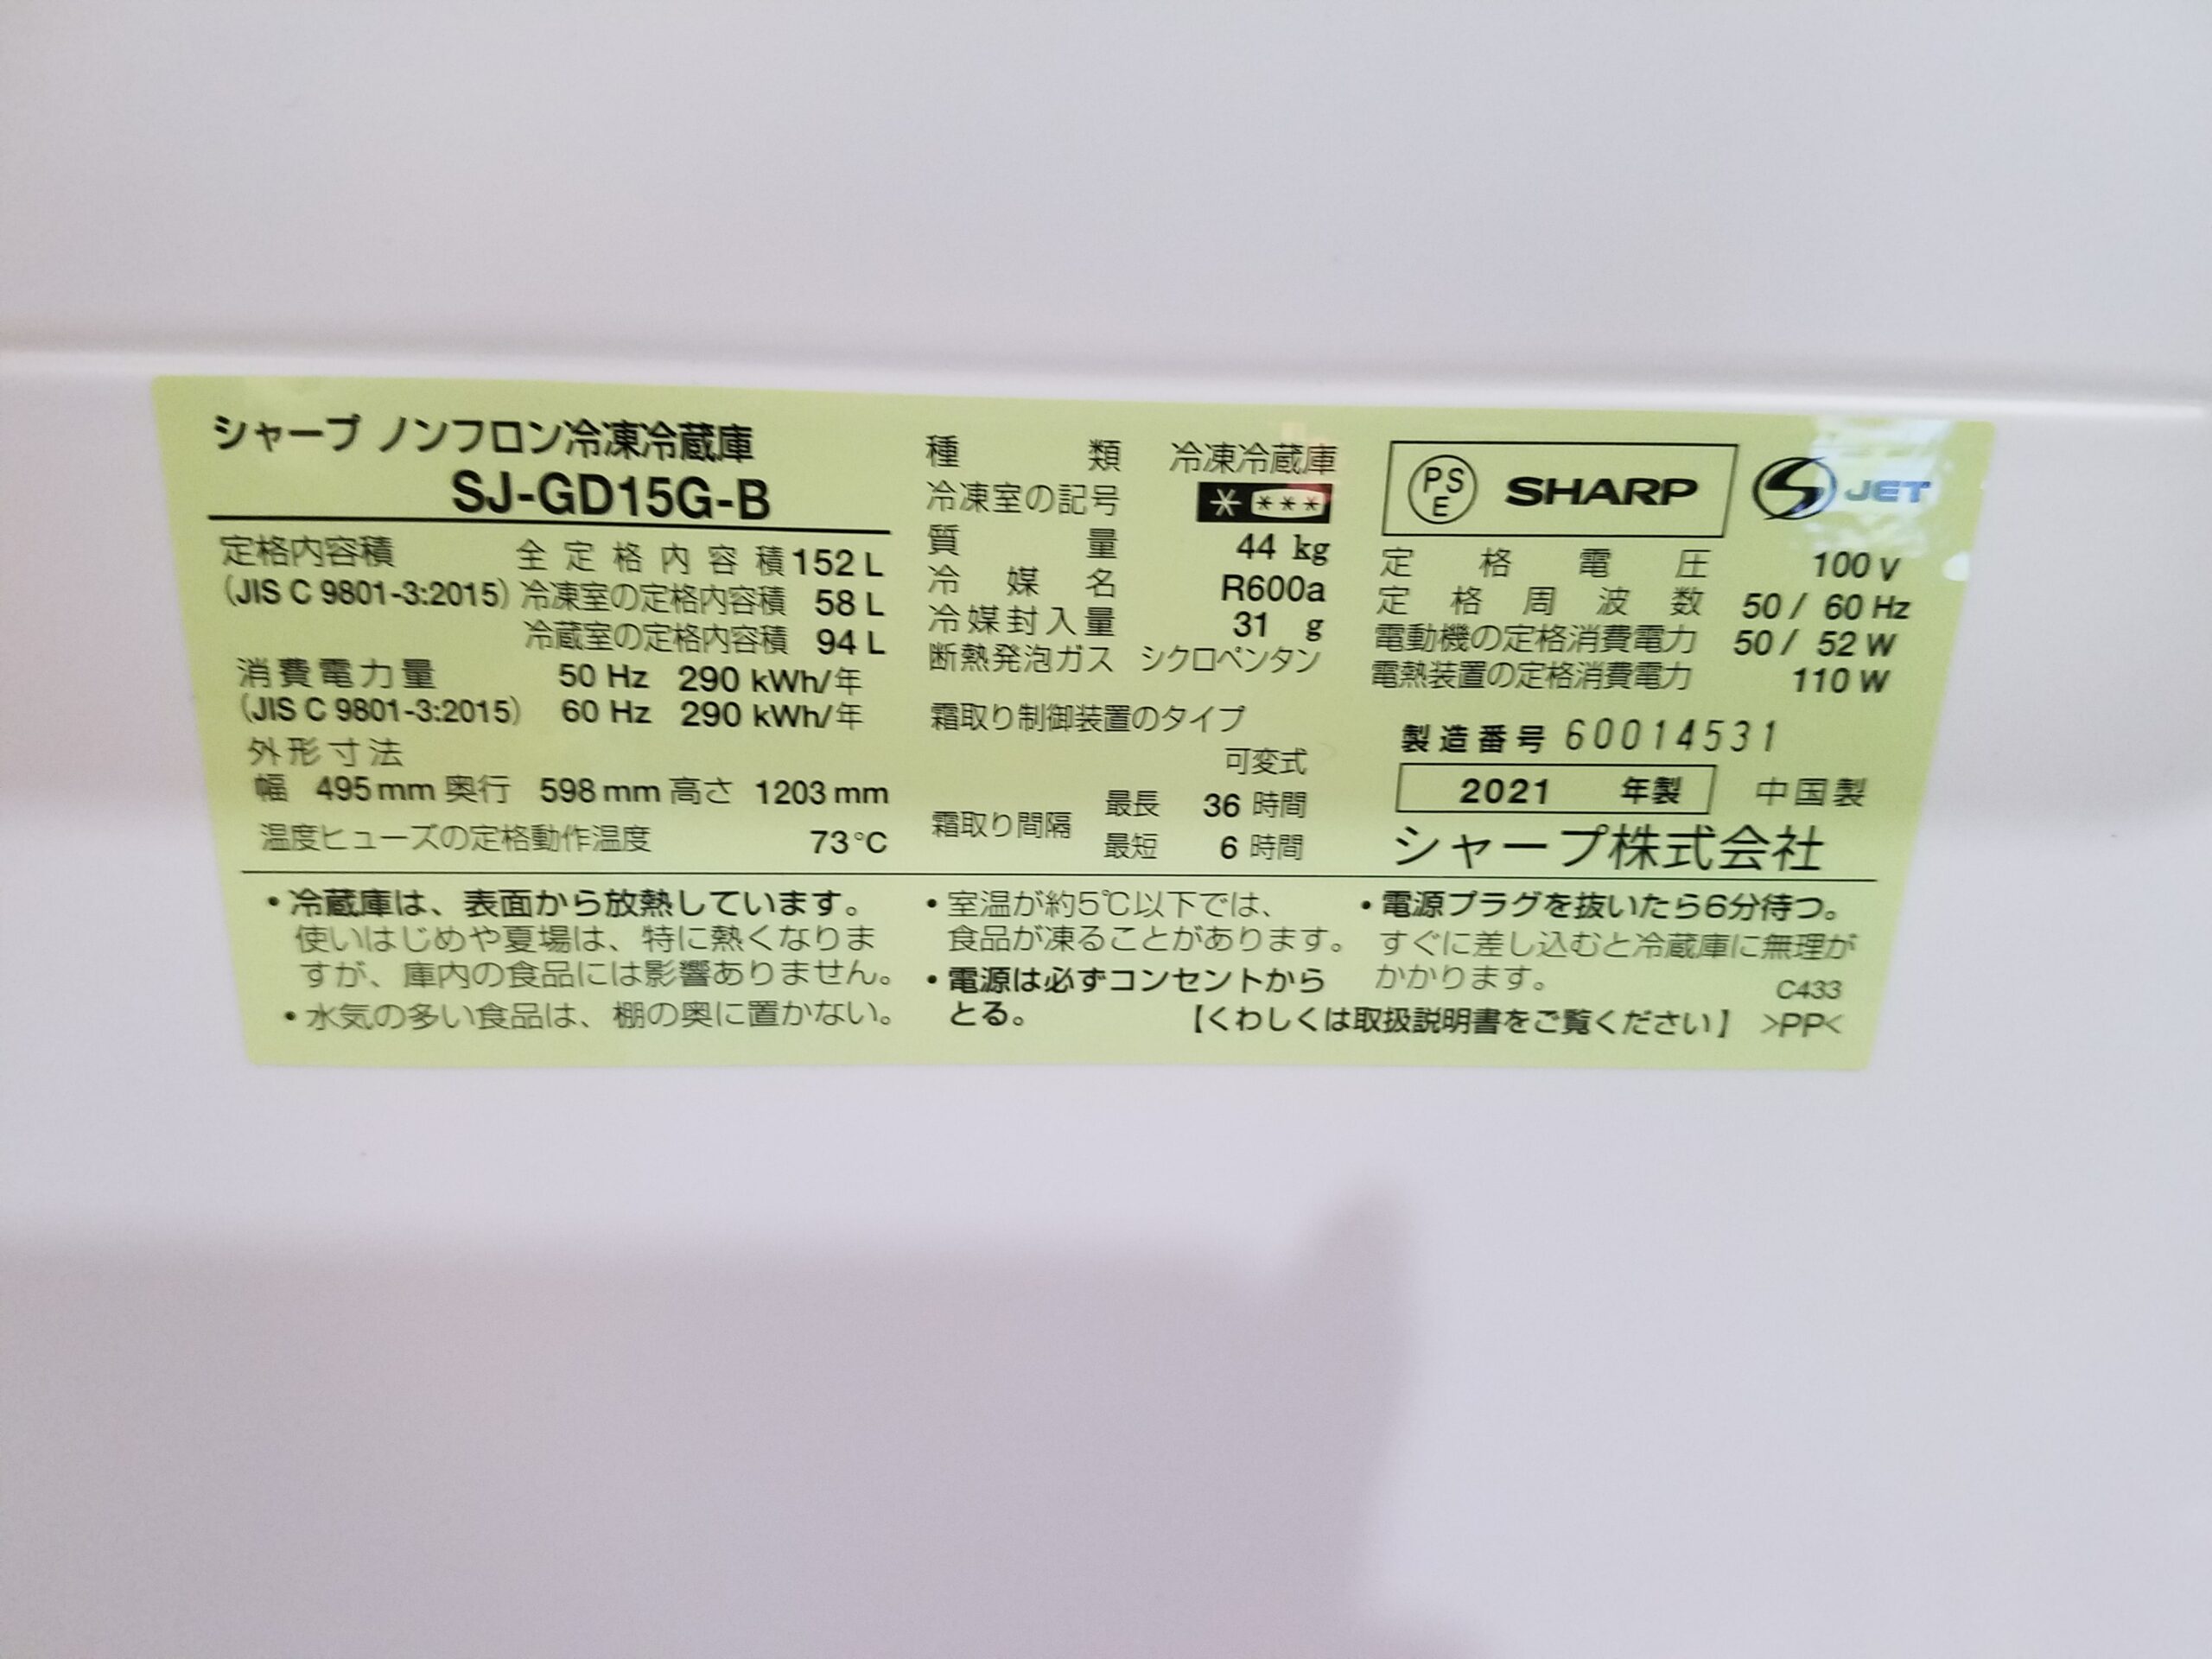 シャープ ノンフロン冷凍冷蔵庫
SJ-GD15G-B
定格内容積 全定格内容積 152 L
(JIS C 9801-3:2015) 冷凍室の定格内容積 58 L
冷蔵室の定格内容積 94 L
消費電力量 50 Hz 290 kWh/年
(JIS C 9801-3:2015) 60 Hz 290 kWh/年
外形寸法
幅 495 mm 奥行 598 mm 高さ 1203 mm
温度ヒューズの定格動作温度 73℃
種類 冷凍冷蔵庫
冷凍室の記号 * ***
質量 44 kg
冷媒名 R600a
冷媒封入量 31 g
断熱発泡ガス シクロペンタン
霜取り制御装置のタイプ
可変式
霜取り間隔 最長 36 時間
最短 6 時間
PSE SHARP JET
定格電圧 100 V
定格周波数 50 / 60 Hz
電動機の定格消費電力 50 / 52 W
電熱装置の定格消費電力 110 W
製造番号 60014531
2021 年製 中国製
シャープ株式会社
・冷蔵庫は、表面から放熱しています。
使いはじめや夏場は、特に熱くなりま
すが、庫内の食品には影響ありません。
・水気の多い食品は、棚の奥に置かない。
・室温が約5℃以下では、
食品が凍ることがあります。
・電源は必ずコンセントから
とる。
・電源プラグを抜いたら6分待つ。
すぐに差し込むと冷蔵庫に無理が
かかります。
C433
【くわしくは取扱説明書をご覧ください】 >PP<